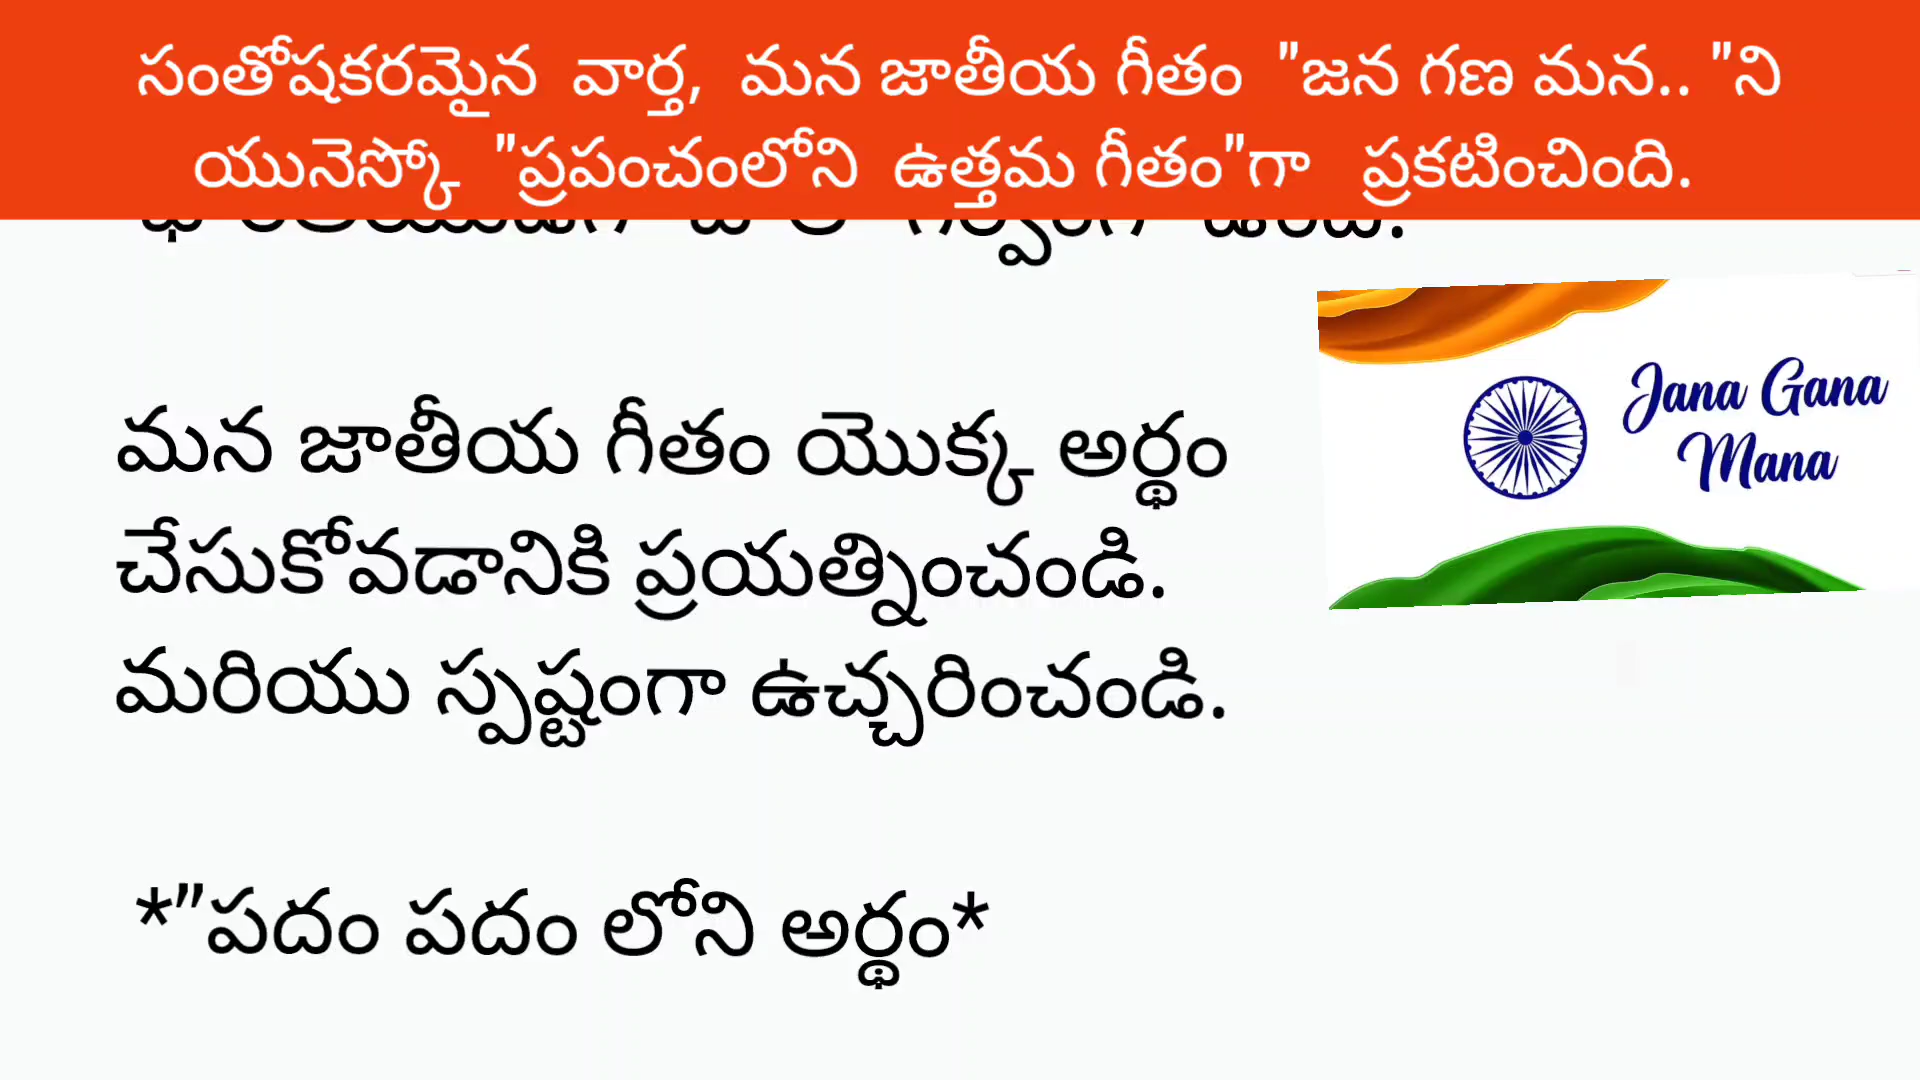 సంతోషకరమైన వార్త, మన జాతీయ గీతం "జన గణ మన.. "ని
యునెస్కో "ప్రపంచంలోని ఉత్తమ గీతం"గా ప్రకటించింది.
మన జాతీయ గీతం యొక్క అర్థం
చేసుకోవడానికి ప్రయత్నించండి.
మరియు స్పష్టంగా ఉచ్చరించండి.
*"పదం పదం లోని అర్థం*
Jana Gana
Mana